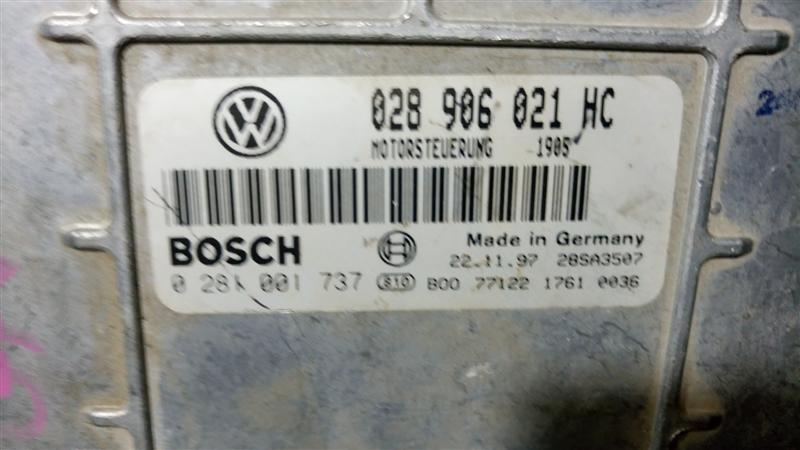 028 906 021 HC
MOTORSTEUERUNG 1905
BOSCH Made in Germany
22.11.97 28SA3507
0 281 001 737 B00 77122 1761 0036